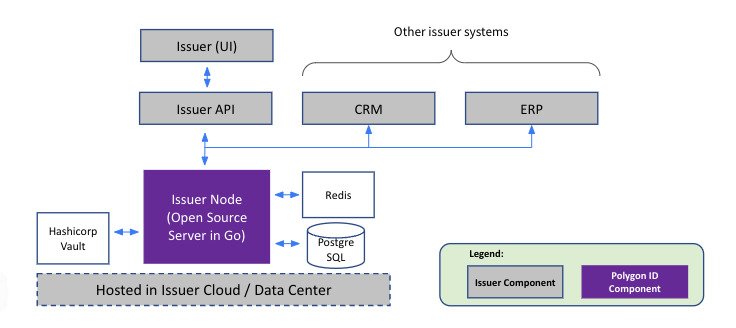 Other issuer systems
Issuer (UI)
Issuer API
CRM
ERP
Issuer Node
(Open Source
Server in Go)
Redis
Hashicorp
Vault
Postgre
SQL
Hosted in Issuer Cloud / Data Center
Legend:
Issuer Component
Polygon ID
Component